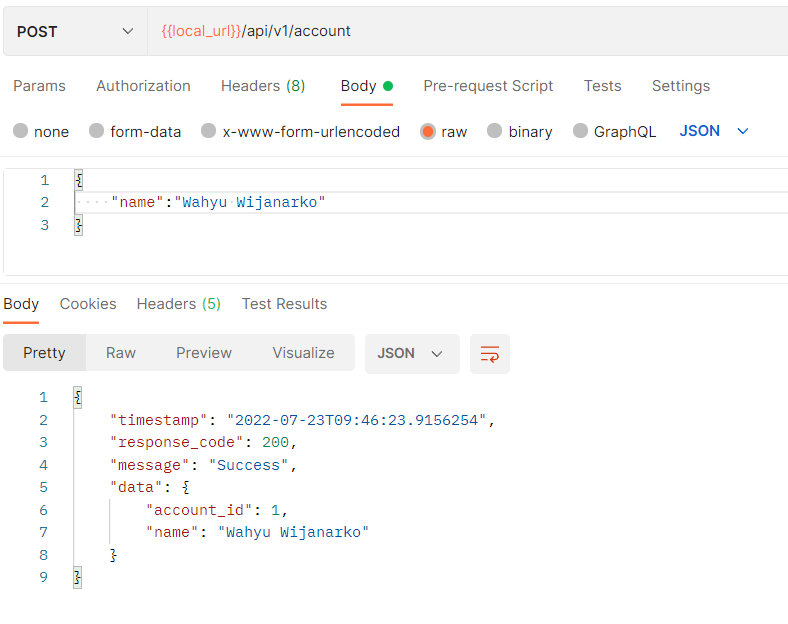 POST {{local_url}}/api/v1/account
Params Authorization Headers (8) Body Pre-request Script Tests Settings
none form-data x-www-form-urlencoded raw binary GraphQL JSON
1 {
2 ····"name":"Wahyu·Wijanarko"
3 }
Body Cookies Headers (5) Test Results
Pretty Raw Preview Visualize JSON
1 {
2 "timestamp": "2022-07-23T09:46:23.9156254",
3 "response_code": 200,
4 "message": "Success",
5 "data": {
6 "account_id": 1,
7 "name": "Wahyu Wijanarko"
8 }
9 }